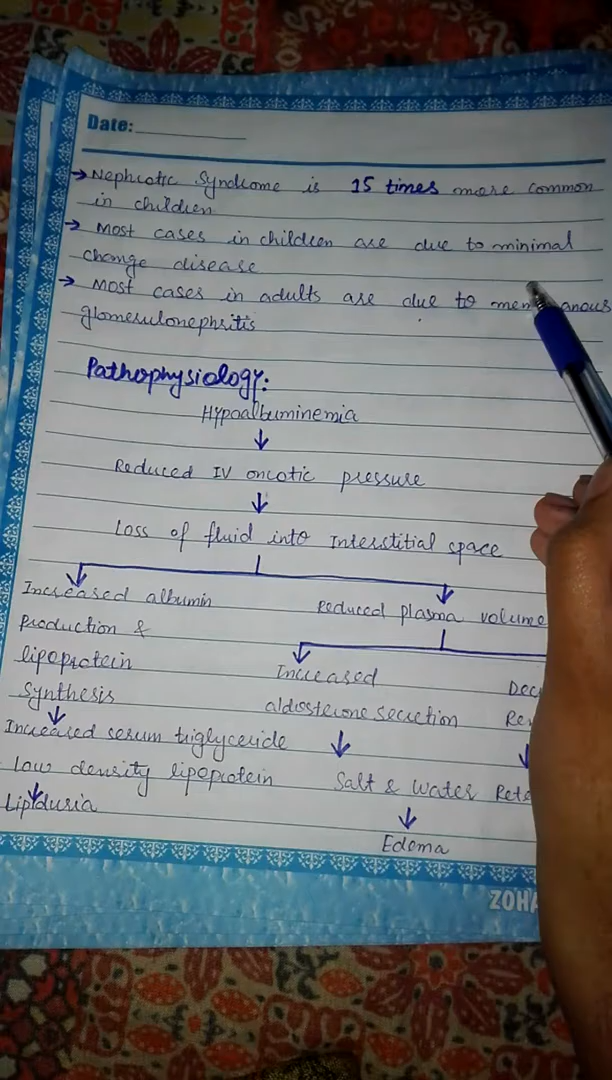 Date:
→ Nephrotic Syndrome is 15 times more common
in children
→ Most cases in children are due to minimal
change disease
→ Most cases in adults are due to
glomerulonephritis
Pathophysiology:
Hypoalbuminemia
↓
Reduced IV oncotic pressure
↓
Loss of fluid into Interstitial space
Increased albumin
production &
lipoprotein
synthesis
Reduced plasma volume
Increased
aldosterone secretion
↓
Increased serum triglyceride
Low density lipoprotein
↓
Lipiduria
↓
Salt & Water
↓
Edema